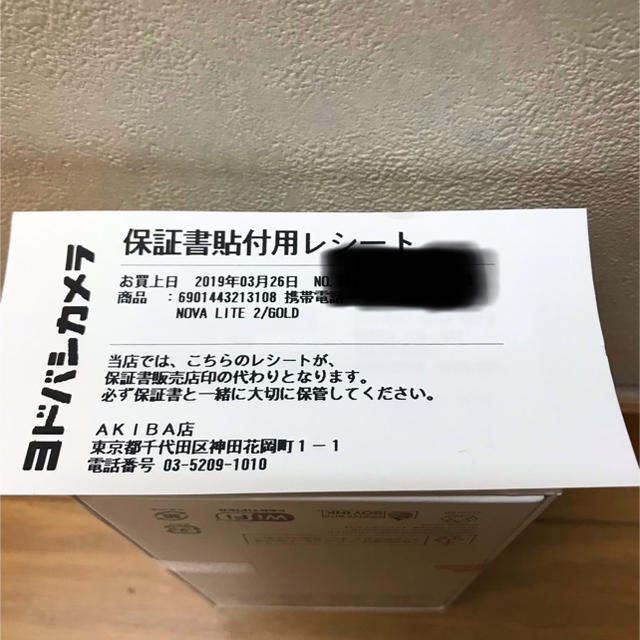 ヨドバシカメラ
保証書貼付用レシート
お買上日 2019年03月26日 NO.
商品 :6901443213108 携帯電話
NOVA LITE 2/GOLD
当店では、こちらのレシートが、
保証書販売店印の代わりとなります。
必ず保証書と一緒に大切に保管してください。
AKIBA店
東京都千代田区神田花岡町1-1
電話番号 03-5209-1010
Wi Fi
CERTIFIED
SOY INK